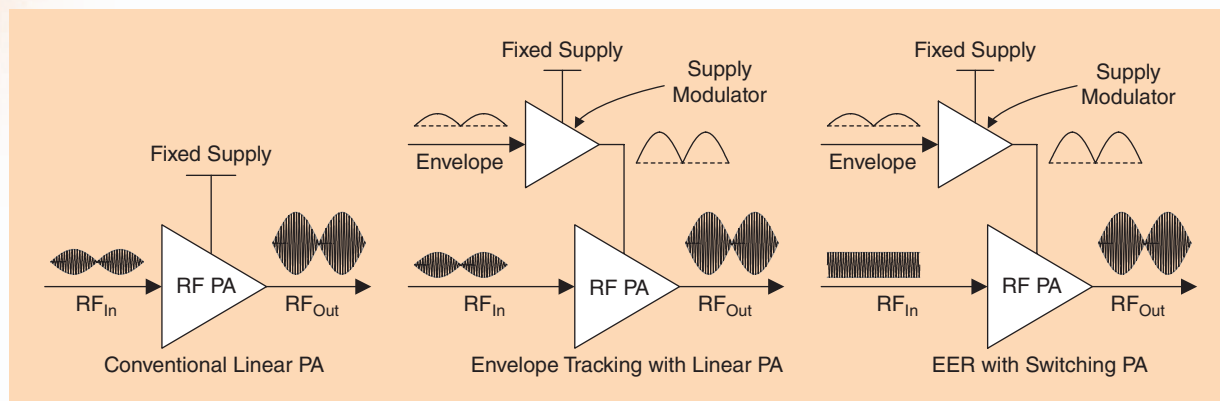 Fixed Supply
RF PA
RF_In
RF_Out
Conventional Linear PA
Fixed Supply
Supply
Modulator
Envelope
RF PA
RF_In
RF_Out
Envelope Tracking with Linear PA
Fixed Supply
Supply
Modulator
Envelope
RF PA
RF_In
RF_Out
EER with Switching PA